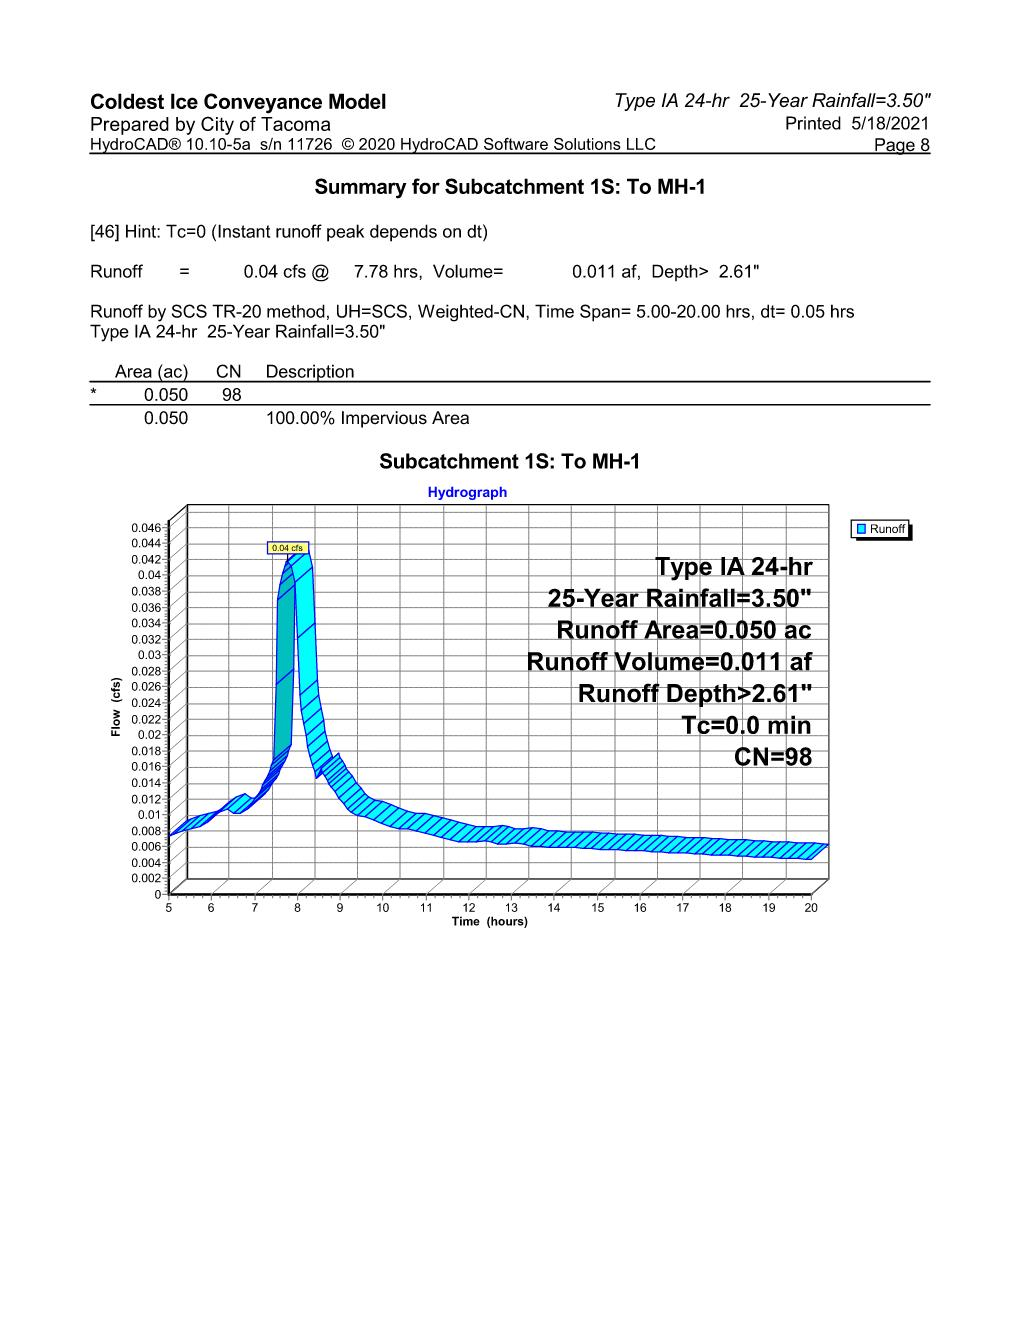 Coldest Ice Conveyance Model
Type IA 24-hr 25-Year Rainfall=3.50"
Prepared by City of Tacoma
Printed 5/18/2021
HydroCAD® 10.10-5a s/n 11726 © 2020 HydroCAD Software Solutions LLC
Page 8
Summary for Subcatchment 1S: To MH-1
[46] Hint: Tc=0 (Instant runoff peak depends on dt)
Runoff = 0.04 cfs @ 7.78 hrs, Volume= 0.011 af, Depth> 2.61"
Runoff by SCS TR-20 method, UH=SCS, Weighted-CN, Time Span= 5.00-20.00 hrs, dt= 0.05 hrs
Type IA 24-hr 25-Year Rainfall=3.50"
Area (ac) CN Description
* 0.050 98
0.050 100.00% Impervious Area
Subcatchment 1S: To MH-1
Hydrograph
Runoff
0.04 cfs
Type IA 24-hr
25-Year Rainfall=3.50"
Runoff Area=0.050 ac
Runoff Volume=0.011 af
Runoff Depth>2.61"
Tc=0.0 min
CN=98
0.046
0.044
0.042
0.04
0.038
0.036
0.034
0.032
0.03
0.028
0.026
0.024
0.022
0.02
0.018
0.016
0.014
0.012
0.01
0.008
0.006
0.004
0.002
0
Flow (cfs)
5 6 7 8 9 10 11 12 13 14 15 16 17 18 19 20
Time (hours)